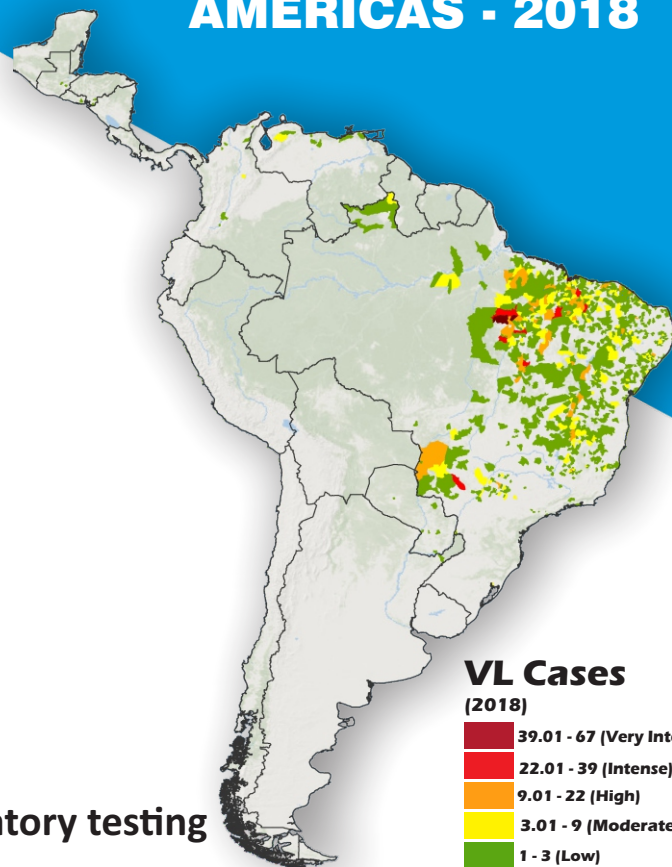 AMERICAS - 2018
VL Cases
(2018)
39.01 - 67 (Very
22.01 - 39 (Intense)
9.01 - 22 (High)
3.01 - 9 (Moderate
1 - 3 (Low)
testing